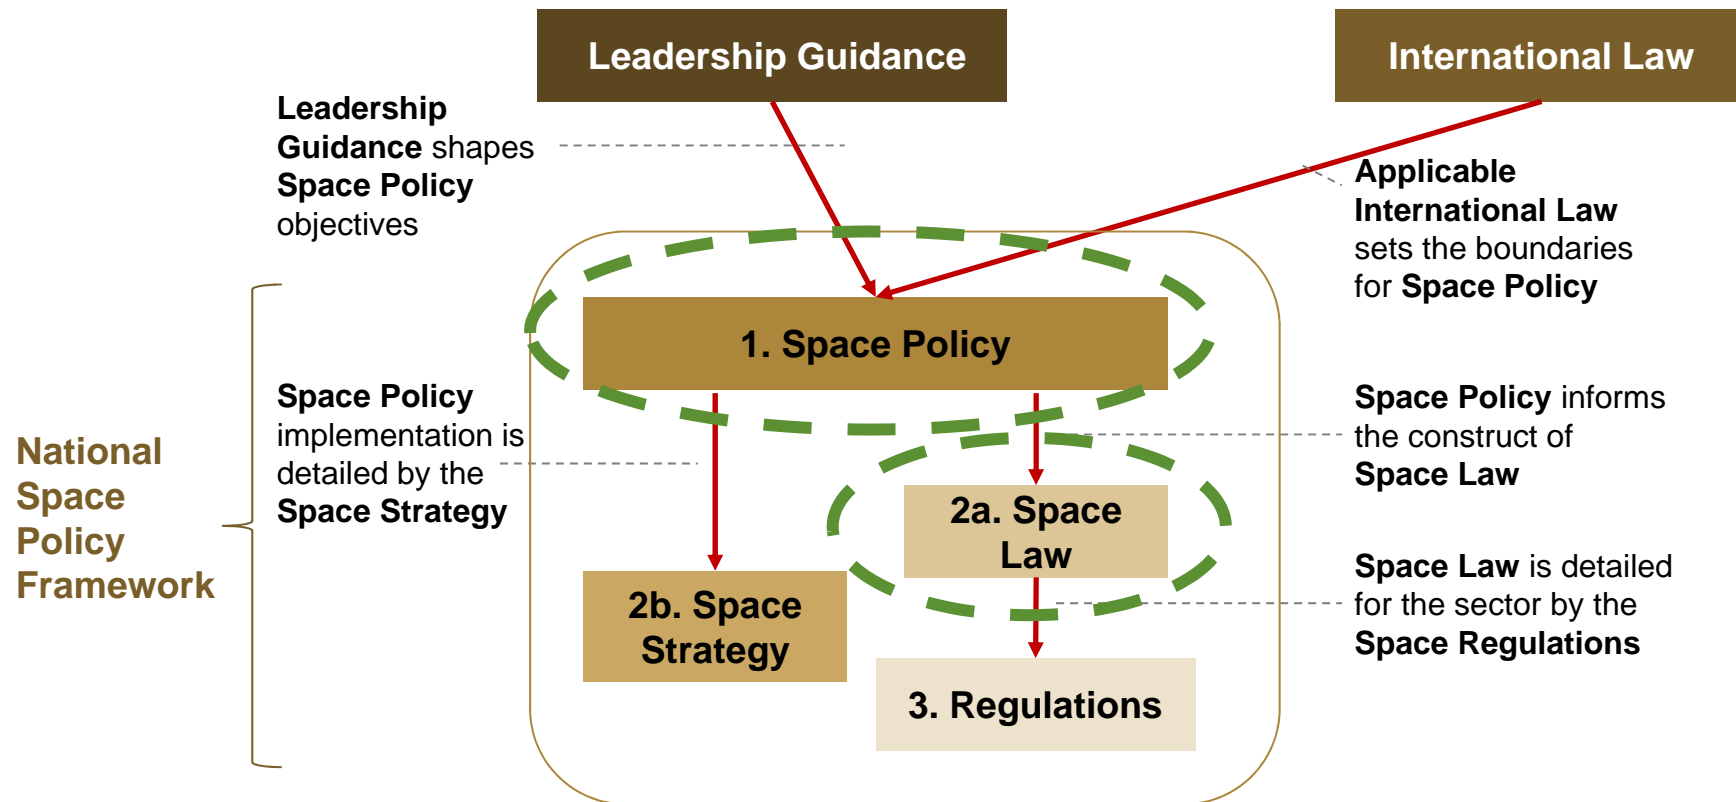 Leadership Guidance
International Law
Leadership
Guidance shapes
Space Policy
objectives
Applicable
International Law
sets the boundaries
for Space Policy
1. Space Policy
National
Space
Policy
Framework
Space Policy
implementation is
detailed by the
Space Strategy
Space Policy informs
the construct of
Space Law
2a. Space
Law
2b. Space
Strategy
Space Law is detailed
for the sector by the
Space Regulations
3. Regulations